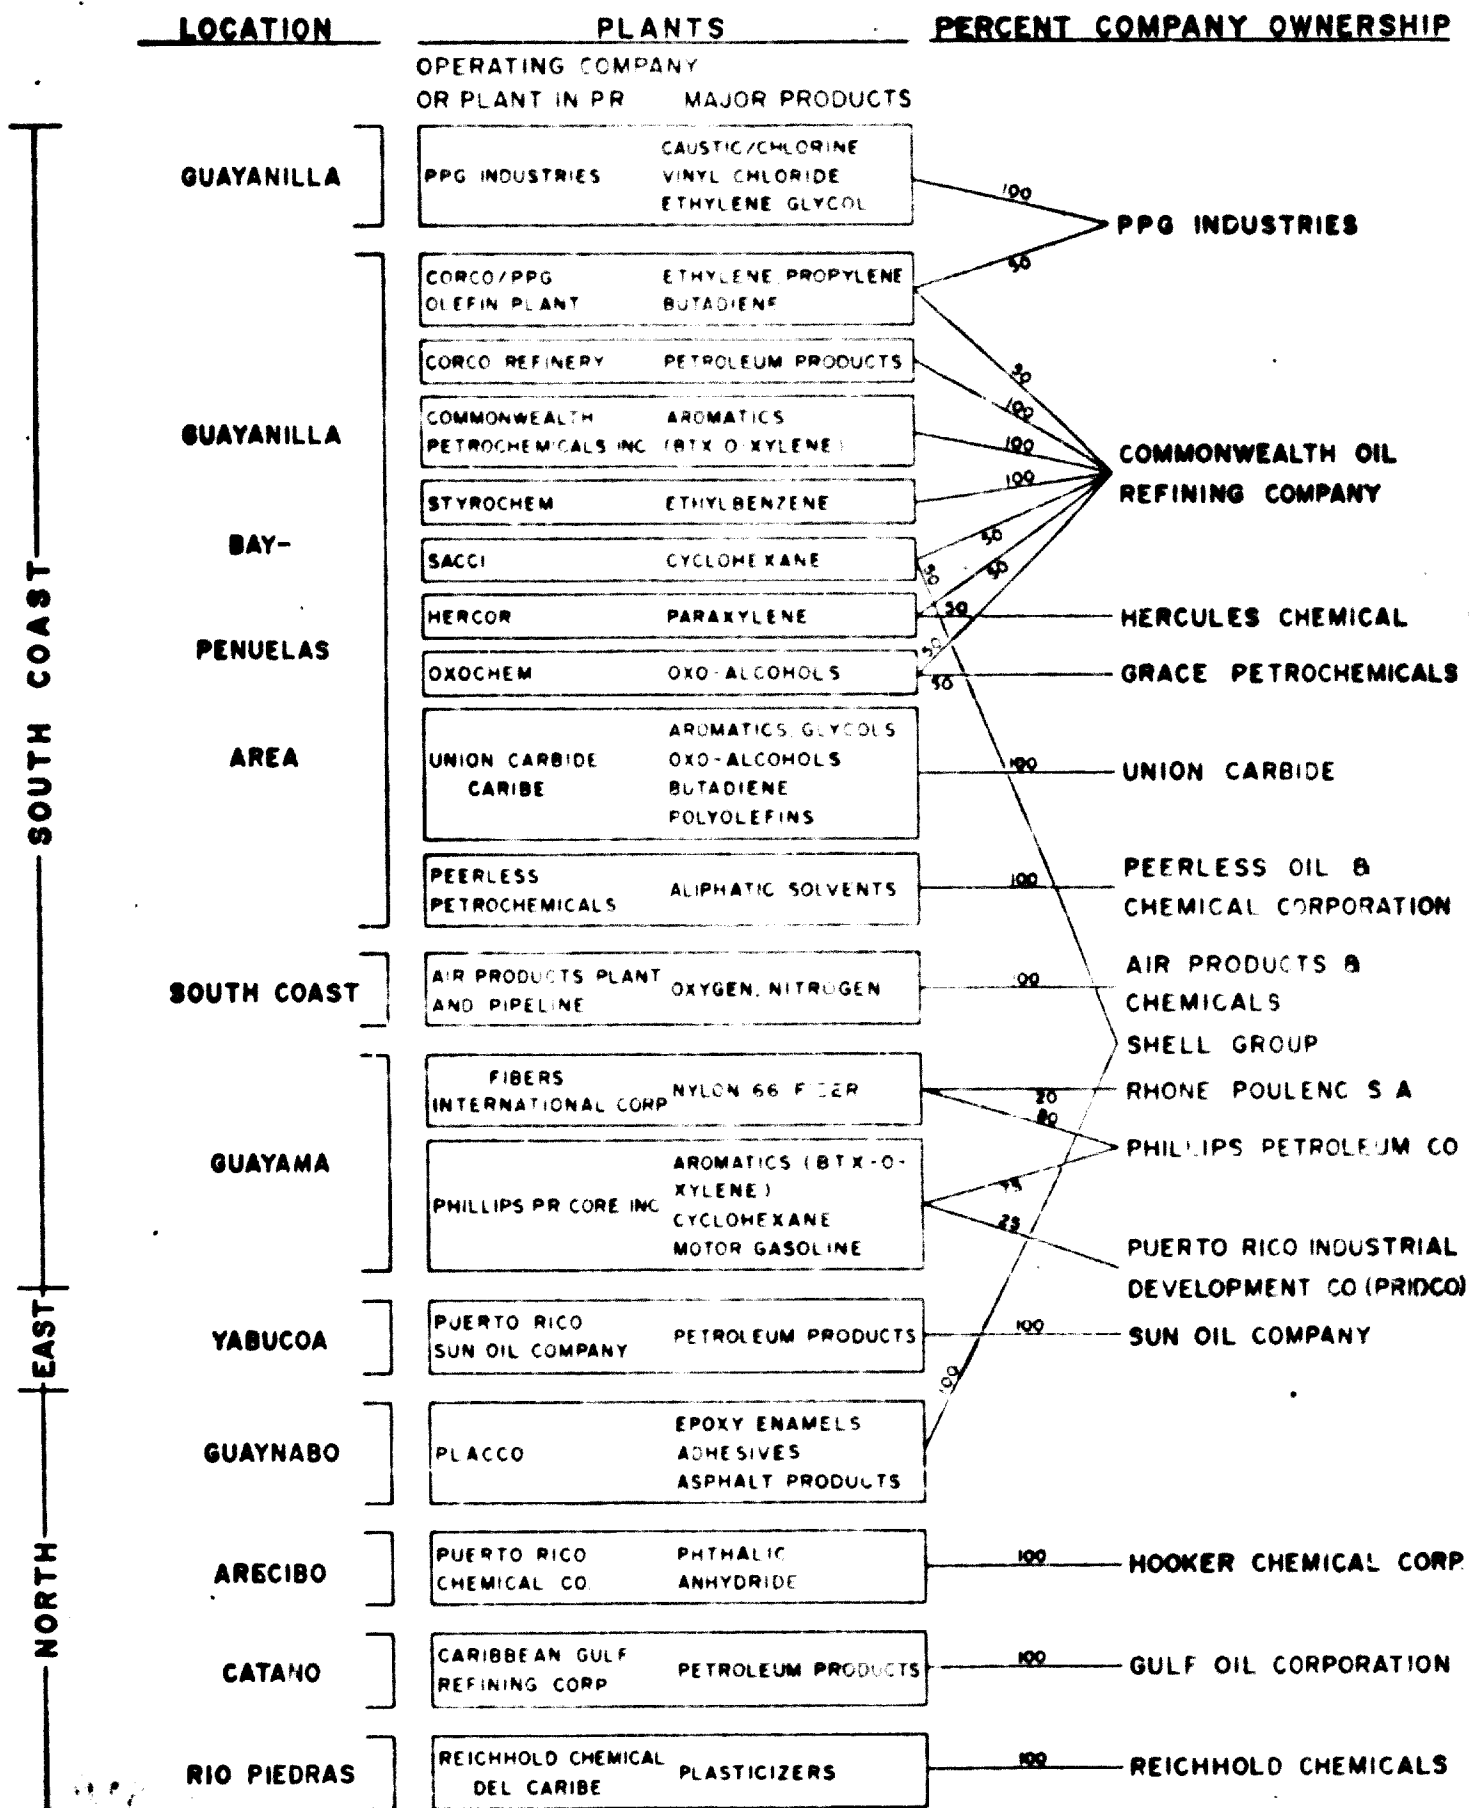 LOCATION PLANTS PERCENT COMPANY OWNERSHIP
OPERATING COMPANY
OR PLANT IN PR MAJOR PRODUCTS
SOUTH COAST
GUAYANILLA
PPG INDUSTRIES
CAUSTIC/CHLORINE
VINYL CHLORIDE
ETHYLENE GLYCOL
100
PPG INDUSTRIES
50
GUAYANILLA
BAY-
PENUELAS
AREA
CORCO/PPG
OLEFIN PLANT
ETHYLENE, PROPYLENE
BUTADIENE
50
CORCO REFINERY
PETROLEUM PRODUCTS
100
COMMONWEALTH
PETROCHEMICALS INC
AROMATICS
(BTX O-XYLENE)
100
COMMONWEALTH OIL
REFINING COMPANY
STYROCHEM
ETHYLBENZENE
100
SACCI
CYCLOHEXANE
50
50
HERCOR
PARAXYLENE
50
50
HERCULES CHEMICAL
OXOCHEM
OXO-ALCOHOLS
50
50
GRACE PETROCHEMICALS
UNION CARBIDE
CARIBE
AROMATICS, GLYCOLS
OXO-ALCOHOLS
BUTADIENE
POLYOLEFINS
100
UNION CARBIDE
PEERLESS
PETROCHEMICALS
ALIPHATIC SOLVENTS
100
PEERLESS OIL &
CHEMICAL CORPORATION
SOUTH COAST
AIR PRODUCTS PLANT
AND PIPELINE
OXYGEN, NITROGEN
100
AIR PRODUCTS &
CHEMICALS
SHELL GROUP
GUAYAMA
FIBERS
INTERNATIONAL CORP
NYLON 66 FIBER
20
RHONE POULENC S A
80
PHILLIPS PETROLEUM CO
PHILLIPS PR CORE INC
AROMATICS (BTX-O-
XYLENE)
CYCLOHEXANE
MOTOR GASOLINE
75
25
PUERTO RICO INDUSTRIAL
DEVELOPMENT CO (PRIDCO)
EAST
YABUCOA
PUERTO RICO
SUN OIL COMPANY
PETROLEUM PRODUCTS
100
SUN OIL COMPANY
NORTH
GUAYNABO
PLACCO
EPOXY ENAMELS
ADHESIVES
ASPHALT PRODUCTS
100
ARECIBO
PUERTO RICO
CHEMICAL CO.
PHTHALIC
ANHYDRIDE
100
HOOKER CHEMICAL CORP.
CATANO
CARIBBEAN GULF
REFINING CORP
PETROLEUM PRODUCTS
100
GULF OIL CORPORATION
RIO PIEDRAS
REICHHOLD CHEMICAL
DEL CARIBE
PLASTICIZERS
100
REICHHOLD CHEMICALS